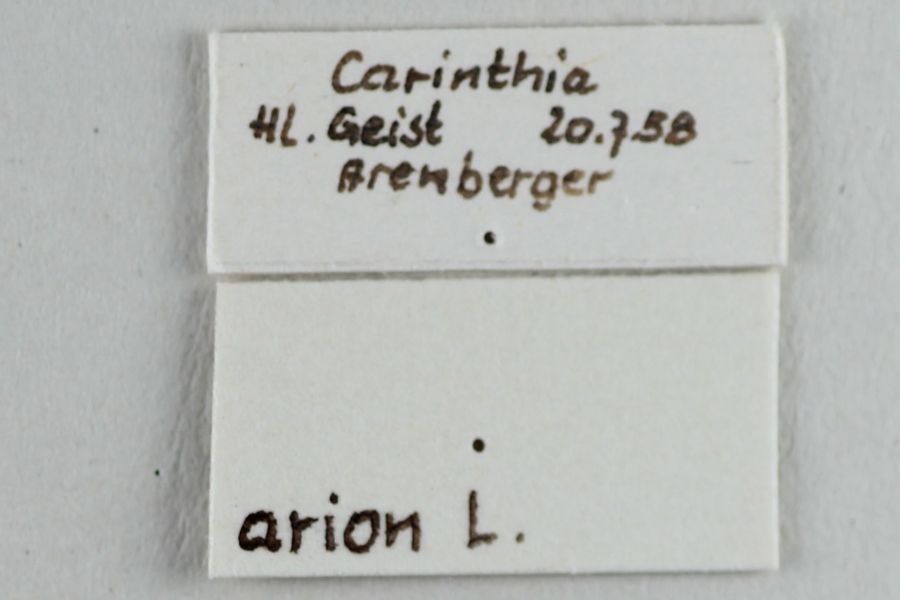 Carinthia
Hl. Geist 20.7.58
Arenberger
arion L.